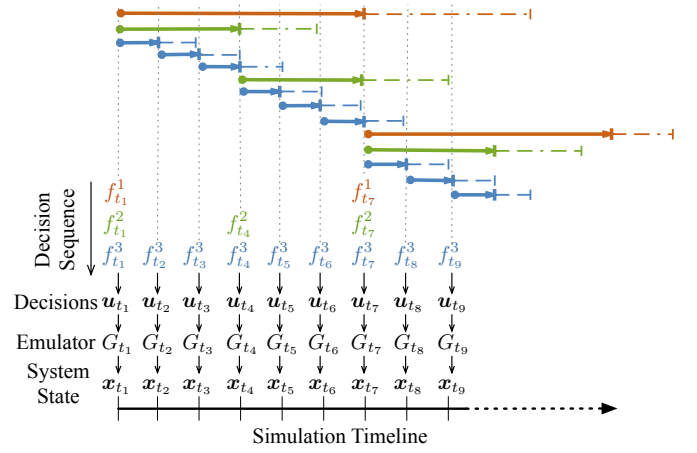 f^1_{t_1} f^1_{t_7}
f^2_{t_1} f^2_{t_4} f^2_{t_7}
Decision Sequence
f^3_{t_1} f^3_{t_2} f^3_{t_3} f^3_{t_4} f^3_{t_5} f^3_{t_6} f^3_{t_7} f^3_{t_8} f^3_{t_9}
Decisions u_{t_1} u_{t_2} u_{t_3} u_{t_4} u_{t_5} u_{t_6} u_{t_7} u_{t_8} u_{t_9}
Emulator G_{t_1} G_{t_2} G_{t_3} G_{t_4} G_{t_5} G_{t_6} G_{t_7} G_{t_8} G_{t_9}
System
State x_{t_1} x_{t_2} x_{t_3} x_{t_4} x_{t_5} x_{t_6} x_{t_7} x_{t_8} x_{t_9}
Simulation Timeline